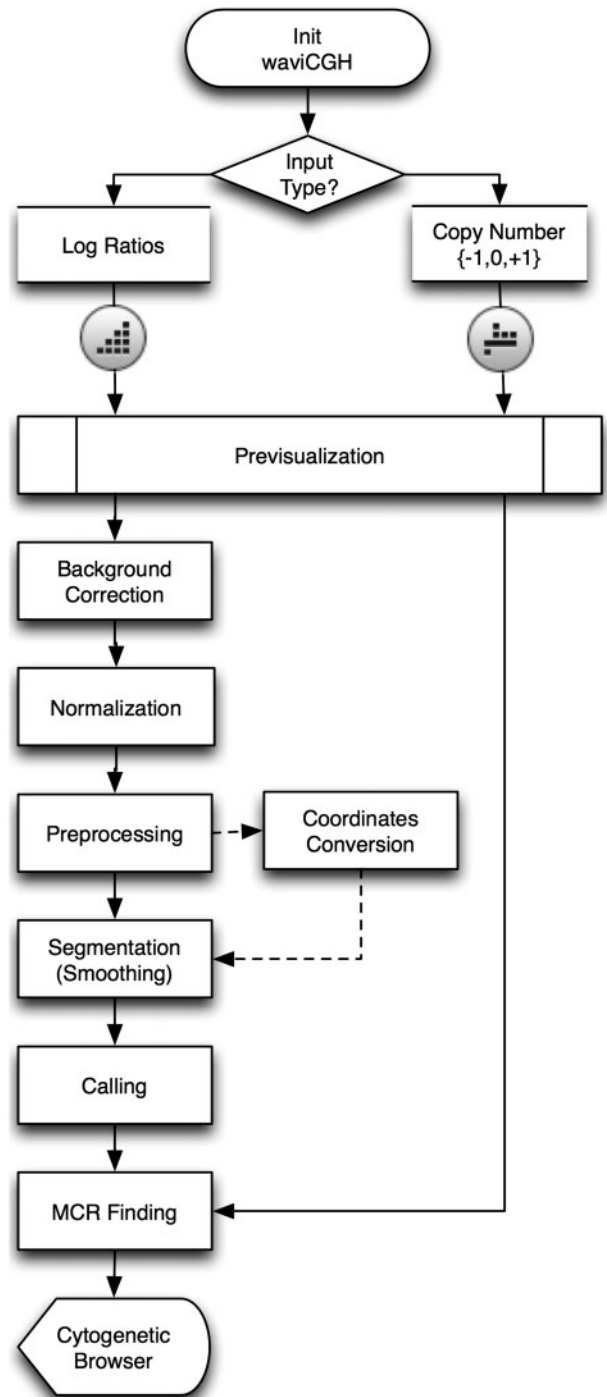 Init
waviCGH
Input
Type?
Log Ratios
Copy Number
{-1,0,+1}
Previsualization
Background
Correction
Normalization
Preprocessing
Coordinates
Conversion
Segmentation
(Smoothing)
Calling
MCR Finding
Cytogenetic
Browser